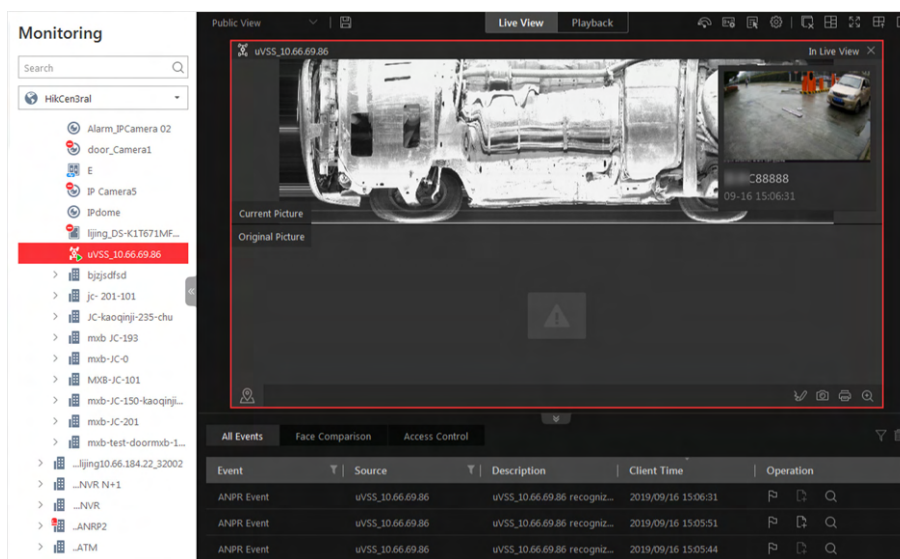 Monitoring
Search
HikCen3ral
Alarm_IPCamera 02
door_Camera1
E
IP Camera5
IPdome
lijing_DS-K1T671MF...
uVSS_10.66.69.86
bjzjsdfsd
jc- 201-101
JC-kaoqinji-235-chu
mxb JC-193
mxb-JC-0
MXB-JC-101
mxb-JC-150-kaoqinji...
mxb-JC-201
mxb-test-doormxb-1...
...lijing10.66.184.22_32002
...NVR N+1
...NVR
...ANRP2
...ATM
Public View
Live View Playback
uVSS_10.66.69.86 In Live View
C88888
09-16 15:06:31
Current Picture
Original Picture
All Events Face Comparison Access Control
Event Source Description Client Time Operation
ANPR Event uVSS_10.66.69.86 uVSS_10.66.69.86 recogniz... 2019/09/16 15:06:31
ANPR Event uVSS_10.66.69.86 uVSS_10.66.69.86 recogniz... 2019/09/16 15:05:51
ANPR Event uVSS_10.66.69.86 uVSS_10.66.69.86 recogniz... 2019/09/16 15:05:44